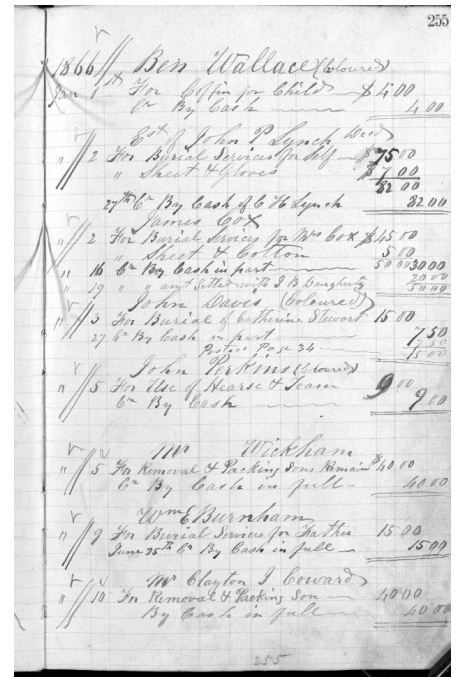 255
1866 Ben Wallace (Coloured)
Jan 1st For Coffin for Child $4 00
Cr By Cash 4 00
Est of John P Lynch Decd
" 2 For Burial Services for Self $75 00
" Sheet & Gloves $7 00
82 00
27th Cr By Cash of C H Lynch 82 00
James Cox
" 2 For Burial Services for Mrs Cox $45 00
" Sheet & Cotton 5 00
" 16 Cr By Cash in part 50 00 30 00
" 19 " " amt Settled with J B Daugherty 20 00
50 00
John Davis (Coloured)
" 3 For Burial of Catherine Stewart 15 00
27 Cr By Cash in part 7 50
Page 34 7 50
15 00
John Perkins (Coloured)
" 5 For Use of Hearse & Team 9 00
Cr By Cash 9 00
Mr Wickham
" 5 For Removal & Packing Sons Remain $40 00
Cr By Cash in full 40 00
Wm E Burnham
" 9 For Burial Services for Father 15 00
June 25th Cr By Cash in full 15 00
Mr Clayton J Coward
" 10 For Removal & Packing Son 40 00
By Cash in full 40 00
255